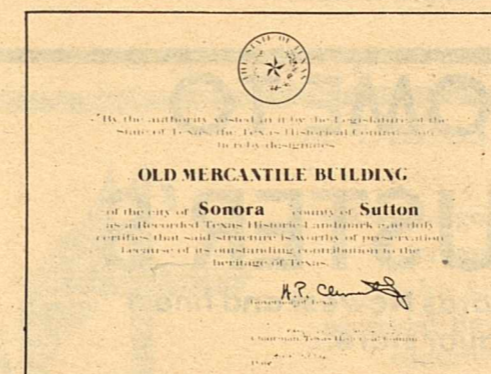 THE STATE OF TEXAS
By the authority vested in it by the Legislature of the
State of Texas, the Texas Historical Commission
hereby designates
OLD MERCANTILE BUILDING
of the city of Sonora county of Sutton
as a Recorded Texas Historic Landmark and duly
certifies that said structure is worthy of preservation
because of its outstanding contribution to the
heritage of Texas.
Governor of Texas
Chairman, Texas Historical